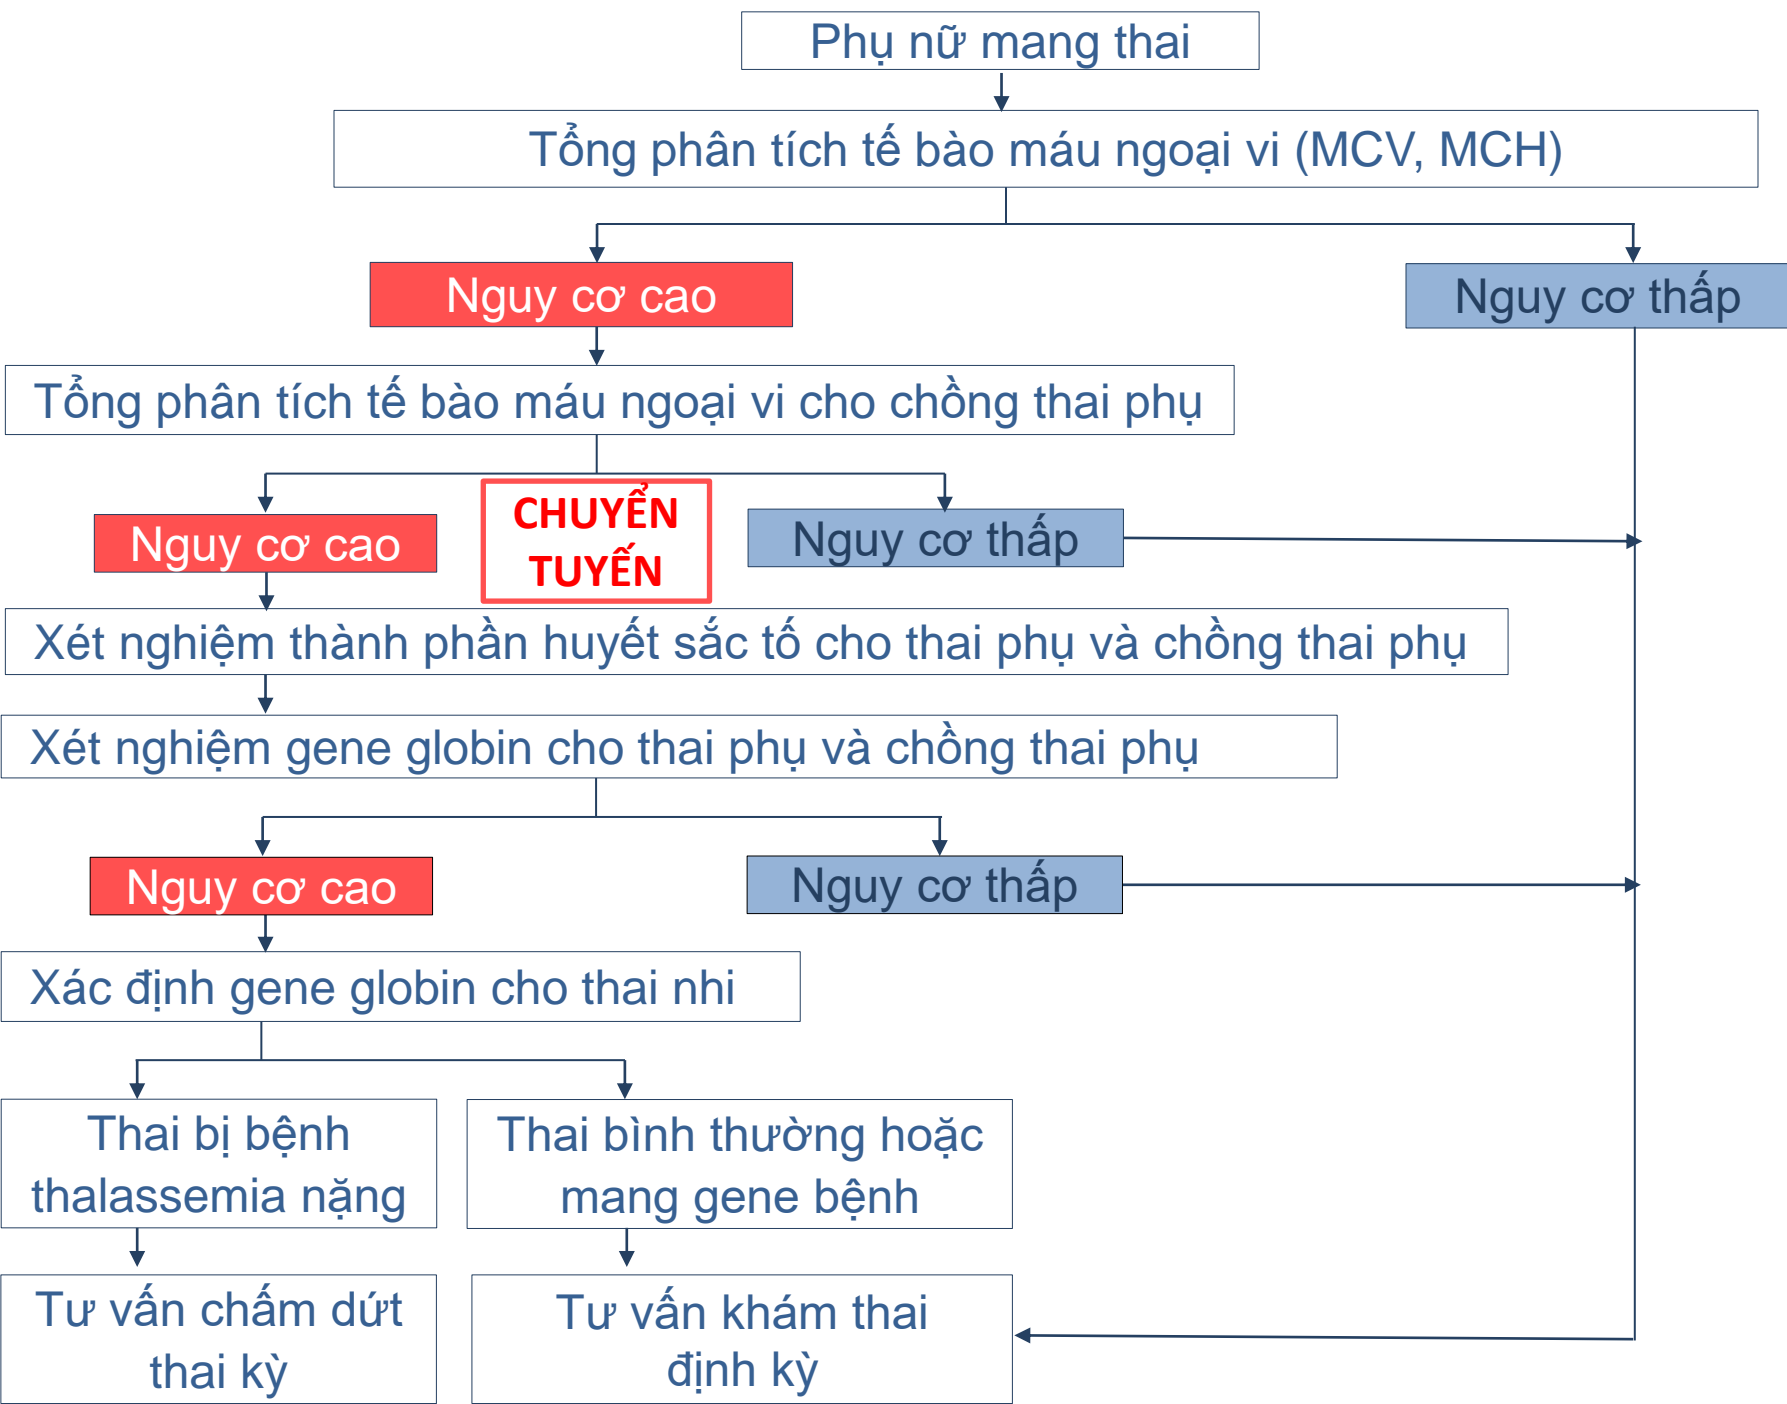 Phụ nữ mang thai
Tổng phân tích tế bào máu ngoại vi (MCV, MCH)
Nguy cơ cao
Nguy cơ thấp
Tổng phân tích tế bào máu ngoại vi cho chồng thai phụ
Nguy cơ cao
CHUYỂN
TUYẾN
Nguy cơ thấp
Xét nghiệm thành phần huyết sắc tố cho thai phụ và chồng thai phụ
Xét nghiệm gene globin cho thai phụ và chồng thai phụ
Nguy cơ cao
Nguy cơ thấp
Xác định gene globin cho thai nhi
Thai bị bệnh
thalassemia nặng
Thai bình thường hoặc
mang gene bệnh
Tư vấn chấm dứt
thai kỳ
Tư vấn khám thai
định kỳ